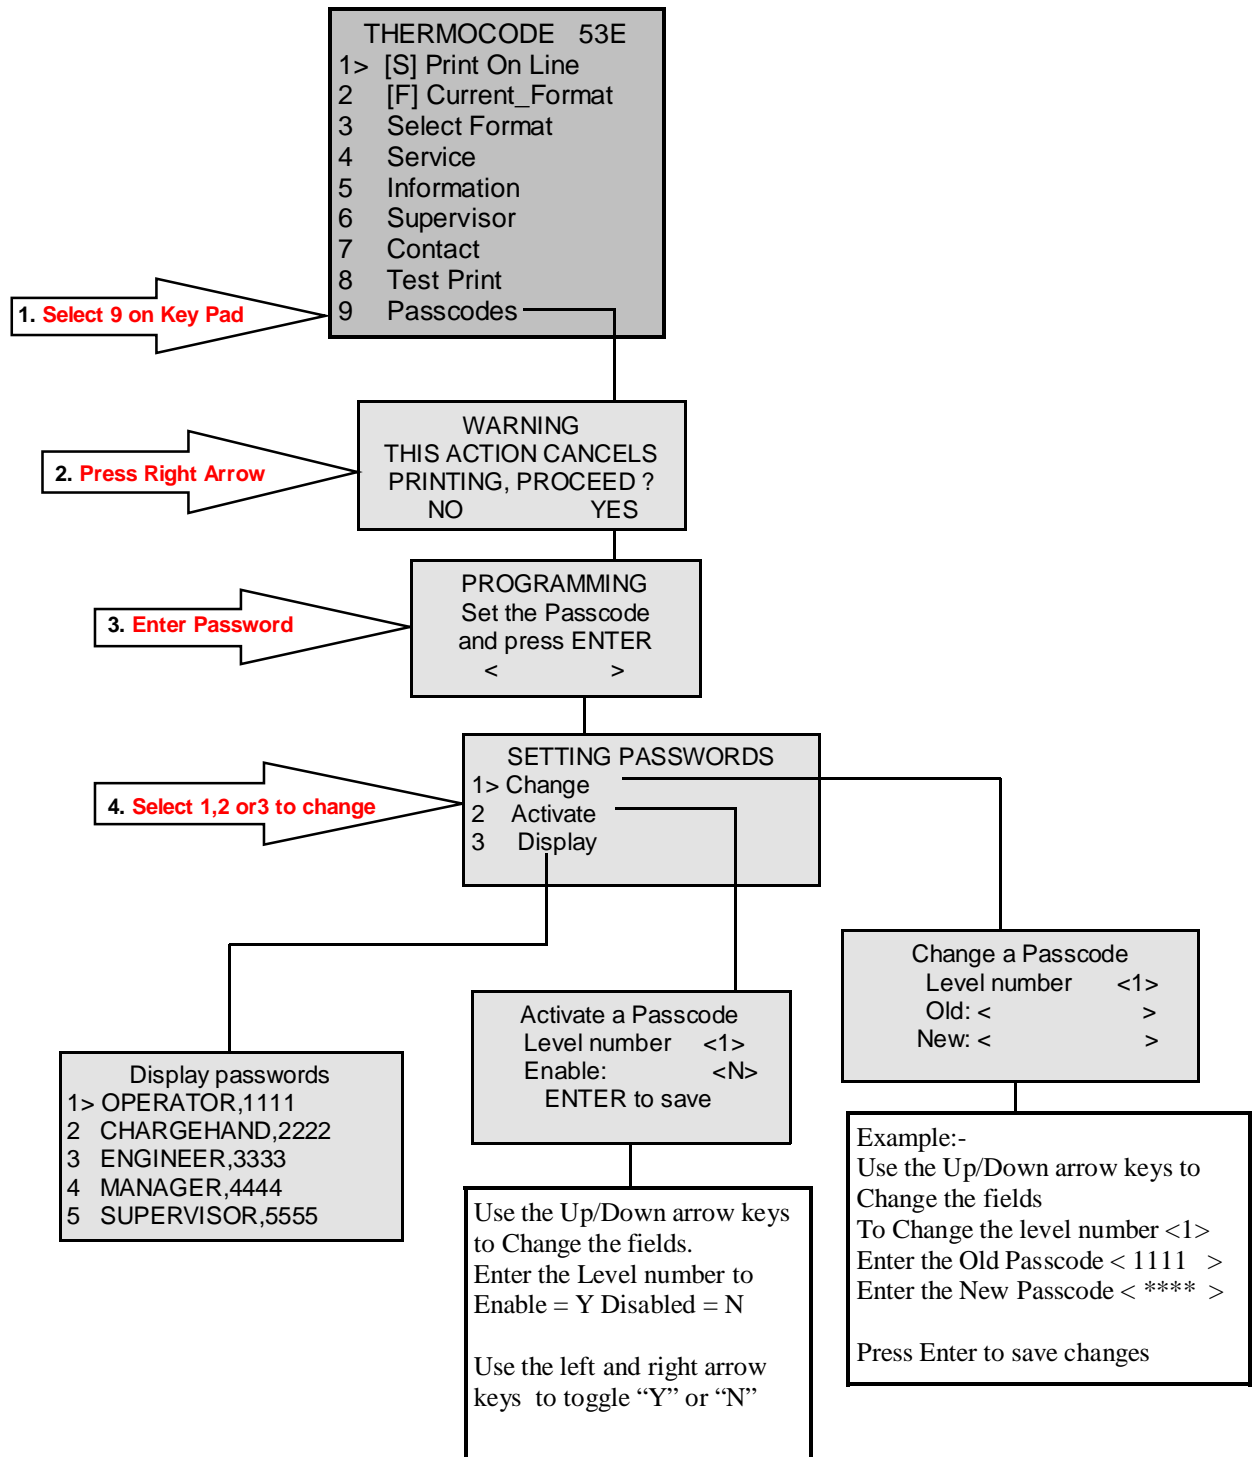 THERMOCODE 53E
1> [S] Print On Line
2 [F] Current_Format
3 Select Format
4 Service
5 Information
6 Supervisor
7 Contact
8 Test Print
9 Passcodes
1. Select 9 on Key Pad
WARNING
THIS ACTION CANCELS
PRINTING, PROCEED ?
NO YES
2. Press Right Arrow
PROGRAMMING
Set the Passcode
and press ENTER
< >
3. Enter Password
SETTING PASSWORDS
1> Change
2 Activate
3 Display
4. Select 1,2 or3 to change
Display passwords
1> OPERATOR,1111
2 CHARGEHAND,2222
3 ENGINEER,3333
4 MANAGER,4444
5 SUPERVISOR,5555
Activate a Passcode
Level number <1>
Enable: <N>
ENTER to save
Use the Up/Down arrow keys
to Change the fields.
Enter the Level number to
Enable = Y Disabled = N
Use the left and right arrow
keys to toggle “Y” or “N”
Change a Passcode
Level number <1>
Old: < >
New: < >
Example:-
Use the Up/Down arrow keys to
Change the fields
To Change the level number <1>
Enter the Old Passcode < 1111 >
Enter the New Passcode < **** >
Press Enter to save changes